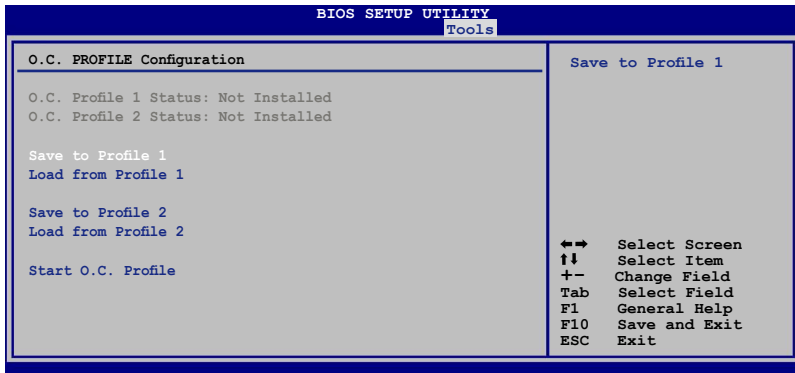 BIOS SETUP UTILITY
Tools
O.C. PROFILE Configuration
O.C. Profile 1 Status: Not Installed
O.C. Profile 2 Status: Not Installed
Save to Profile 1
Load from Profile 1
Save to Profile 2
Load from Profile 2
Start O.C. Profile
Save to Profile 1
←→ Select Screen
↑↓ Select Item
+- Change Field
Tab Select Field
F1 General Help
F10 Save and Exit
ESC Exit